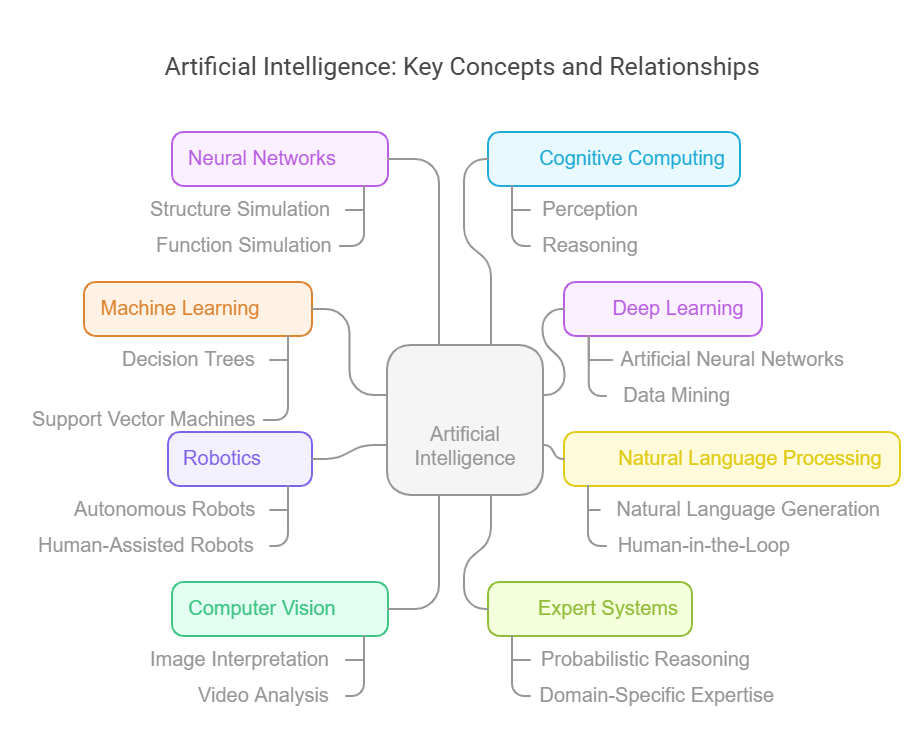 Artificial Intelligence: Key Concepts and Relationships
Neural Networks
Structure Simulation
Function Simulation
Cognitive Computing
Perception
Reasoning
Machine Learning
Decision Trees
Support Vector Machines
Deep Learning
Artificial Neural Networks
Data Mining
Artificial
Intelligence
Robotics
Autonomous Robots
Human-Assisted Robots
Natural Language Processing
Natural Language Generation
Human-in-the-Loop
Computer Vision
Image Interpretation
Video Analysis
Expert Systems
Probabilistic Reasoning
Domain-Specific Expertise